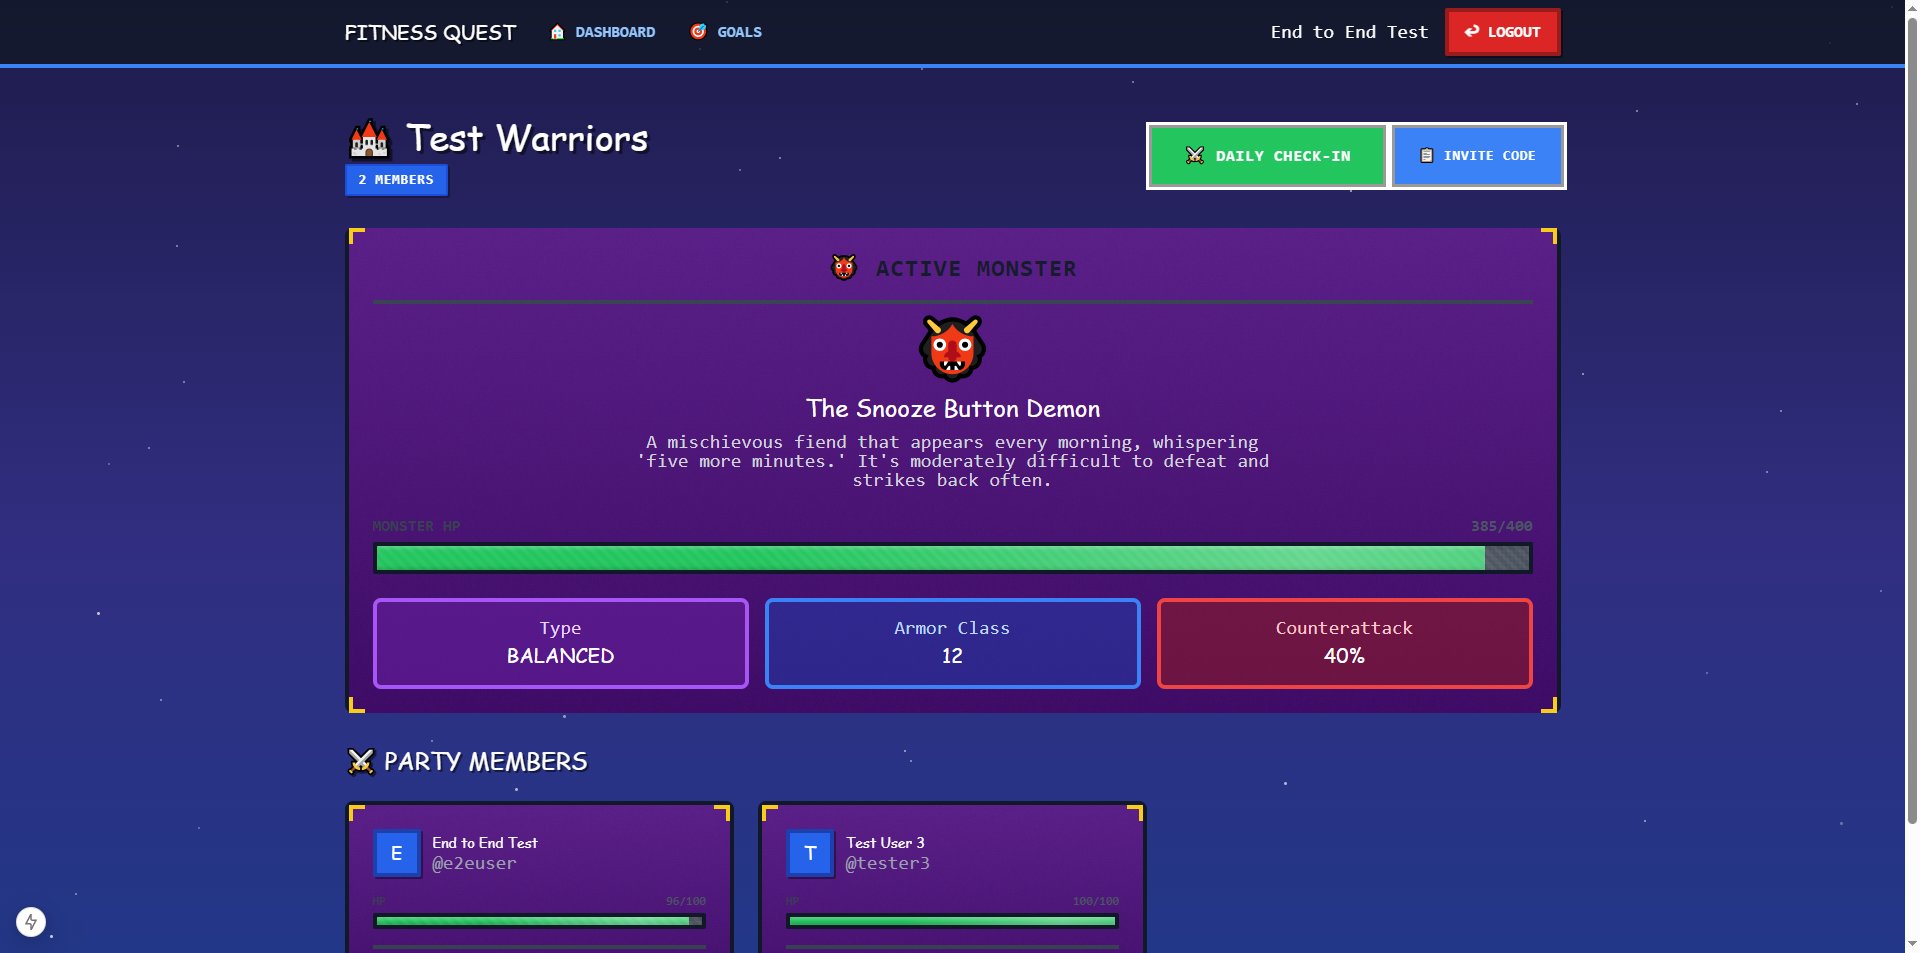 FITNESS QUEST
DASHBOARD
GOALS
End to End Test
LOGOUT
Test Warriors
2 MEMBERS
DAILY CHECK-IN
INVITE CODE
ACTIVE MONSTER
The Snooze Button Demon
A mischievous fiend that appears every morning, whispering
'five more minutes.' It's moderately difficult to defeat and
strikes back often.
MONSTER HP
385/400
Type
BALANCED
Armor Class
12
Counterattack
40%
PARTY MEMBERS
E
End to End Test
@e2euser
HP
96/100
T
Test User 3
@tester3
HP
100/100